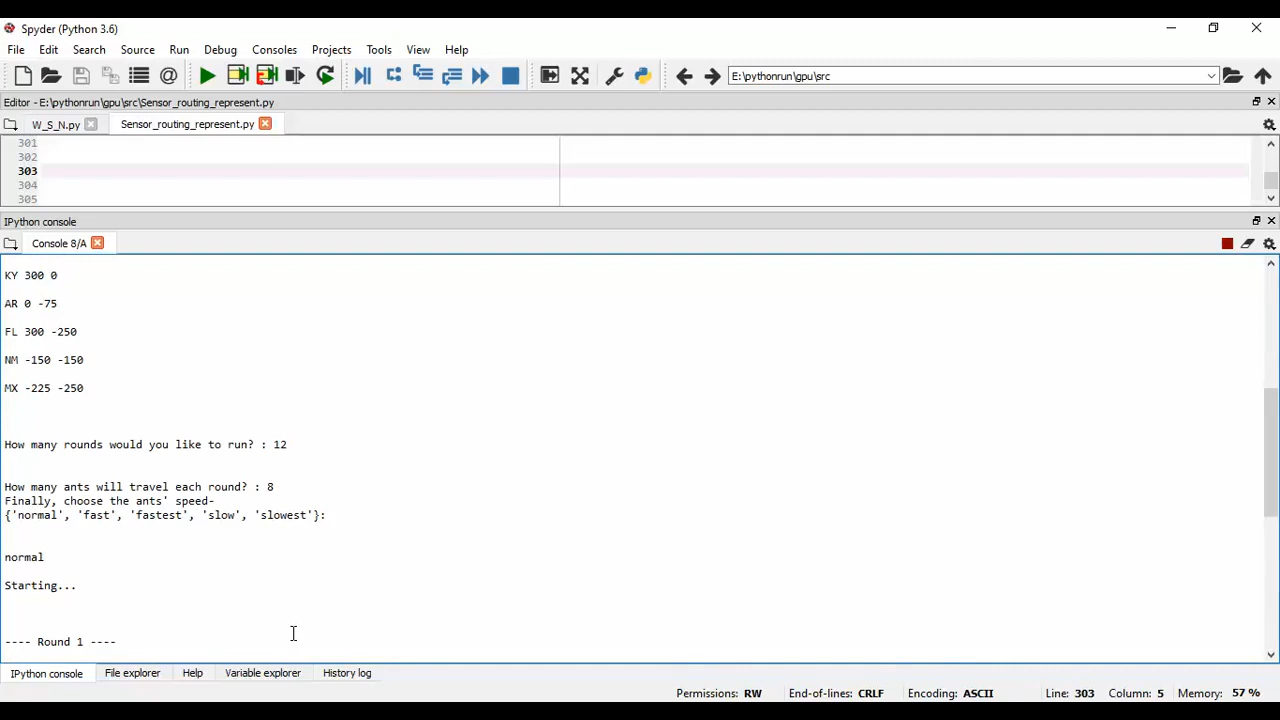 Spyder (Python 3.6)
File Edit Search Source Run Debug Consoles Projects Tools View Help
E:\pythonrun\gpu\src
Editor - E:\pythonrun\gpu\src\Sensor_routing_represent.py
W_S_N.py Sensor_routing_represent.py
301
302
303
304
305
IPython console
Console 8/A
KY 300 0
AR 0 -75
FL 300 -250
NM -150 -150
MX -225 -250
How many rounds would you like to run? : 12
How many ants will travel each round? : 8
Finally, choose the ants' speed-
{'normal', 'fast', 'fastest', 'slow', 'slowest'}:
normal
Starting...
---- Round 1 ----
IPython console File explorer Help Variable explorer History log
Permissions: RW End-of-lines: CRLF Encoding: ASCII Line: 303 Column: 5 Memory: 57 %